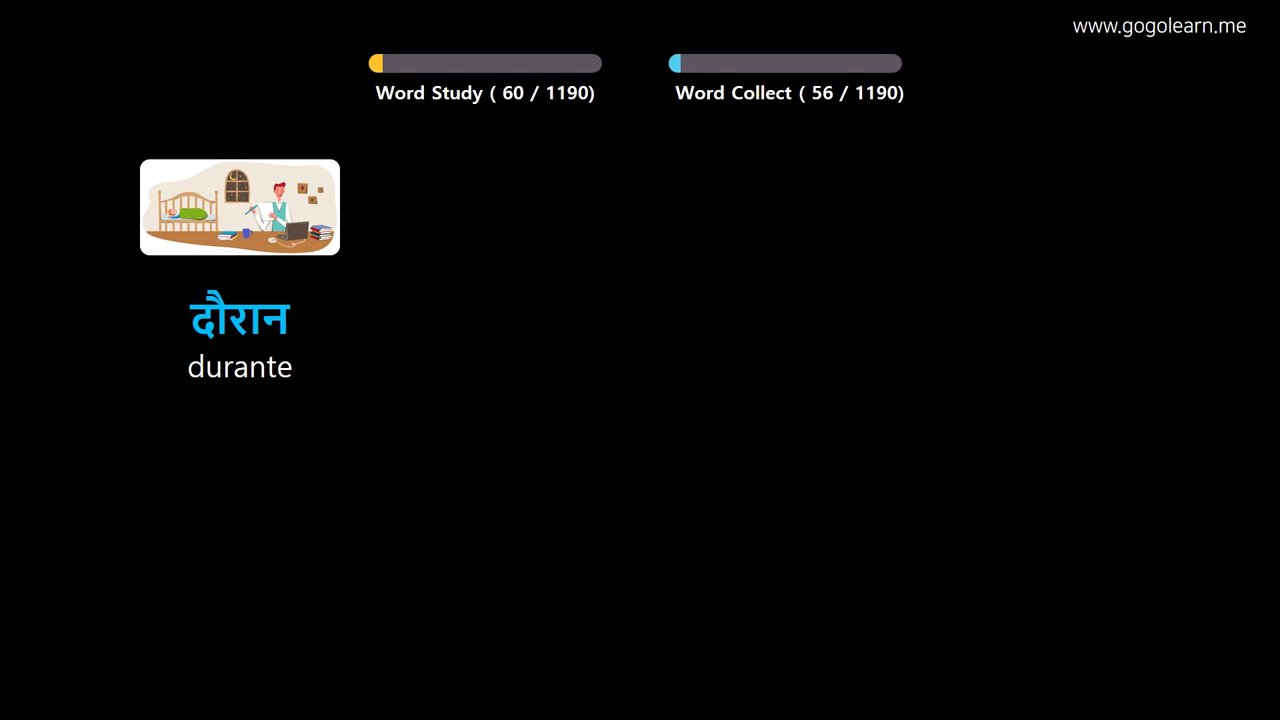 www.gogolearn.me
Word Study ( 60 / 1190)
Word Collect ( 56 / 1190)
दौरान
durante